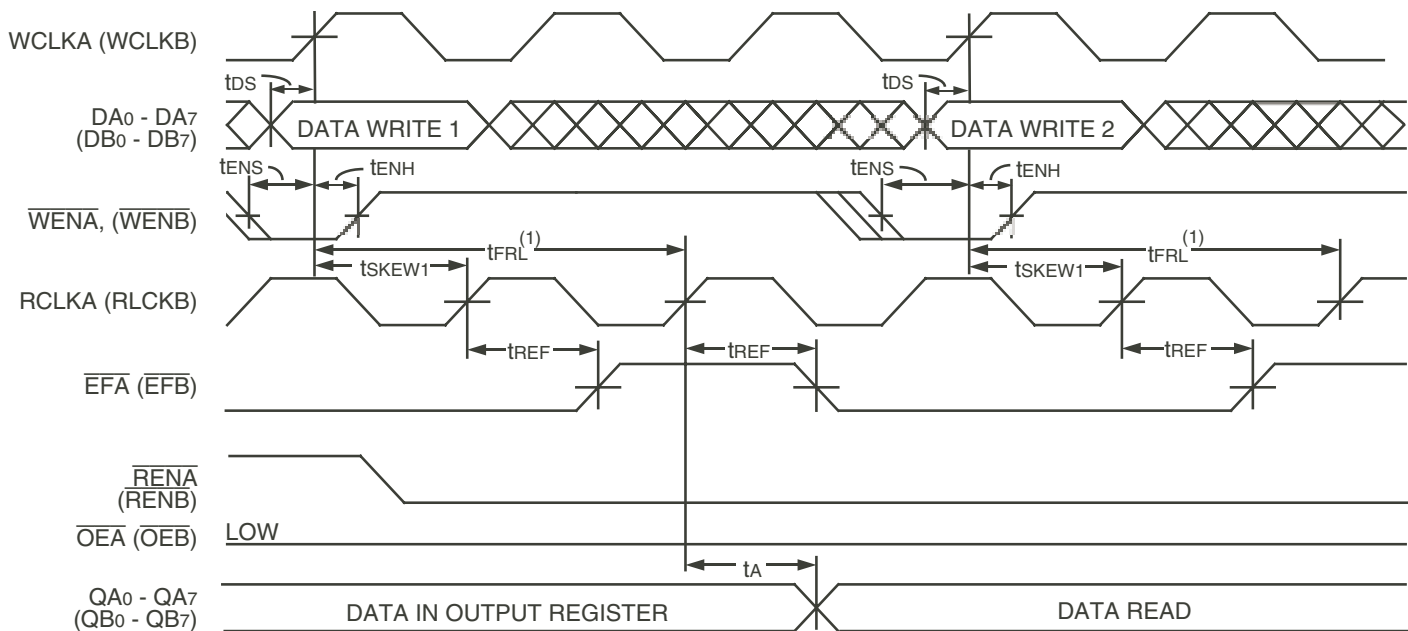 WCLKA (WCLKB)
tDS
tDS
DA0 - DA7
(DB0 - DB7)
DATA WRITE 1
DATA WRITE 2
tENS
tENH
tENS
tENH
WENA, (WENB)
tFRL(1)
tFRL(1)
tSKEW1
tSKEW1
RCLKA (RLCKB)
tREF
tREF
tREF
EFA (EFB)
RENA
(RENB)
OEA (OEB)
LOW
tA
QA0 - QA7
(QB0 - QB7)
DATA IN OUTPUT REGISTER
DATA READ